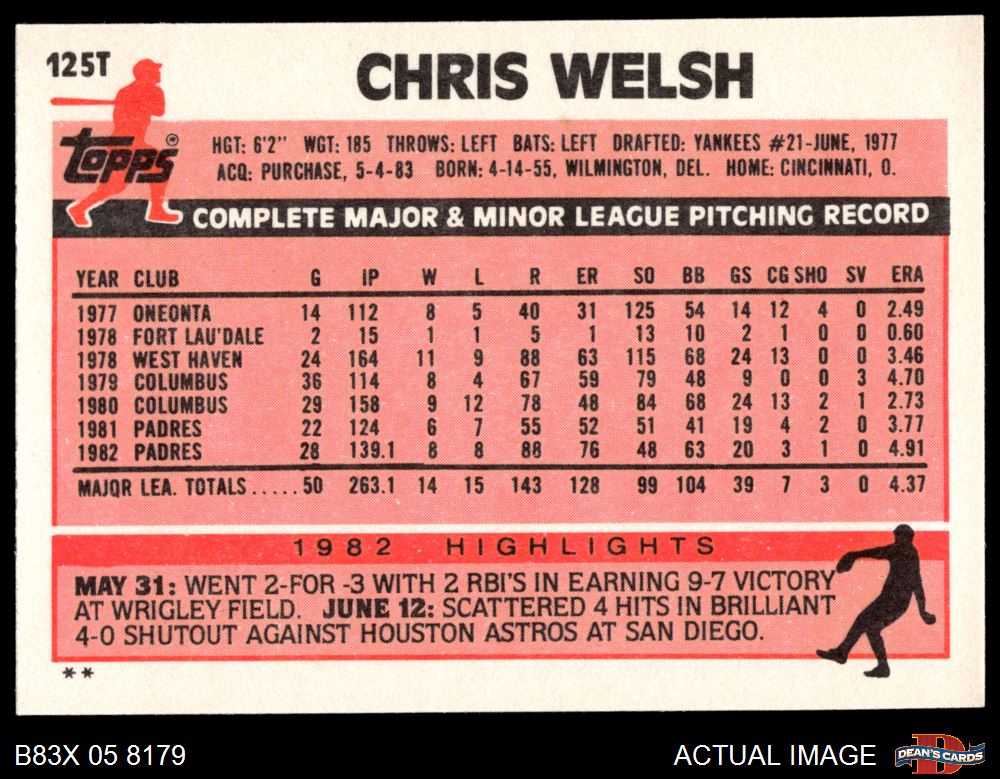 125T
CHRIS WELSH
Topps®
HGT: 6'2" WGT: 185 THROWS: LEFT BATS: LEFT DRAFTED: YANKEES #21-JUNE, 1977
ACQ: PURCHASE, 5-4-83 BORN: 4-14-55, WILMINGTON, DEL. HOME: CINCINNATI, O.
COMPLETE MAJOR & MINOR LEAGUE PITCHING RECORD
YEAR CLUB G IP W L R ER SO BB GS CG SHO SV ERA
1977 ONEONTA 14 112 8 5 40 31 125 54 14 12 4 0 2.49
1978 FORT LAU'DALE 2 15 1 1 5 1 13 10 2 1 0 0 0.60
1978 WEST HAVEN 24 164 11 9 88 63 115 68 24 13 0 0 3.46
1979 COLUMBUS 36 114 8 4 67 59 79 48 9 0 0 3 4.70
1980 COLUMBUS 29 158 9 12 78 48 84 68 24 13 2 1 2.73
1981 PADRES 22 124 6 7 55 52 51 41 19 4 2 0 3.77
1982 PADRES 28 139.1 8 8 88 76 48 63 20 3 1 0 4.91
MAJOR LEA. TOTALS..... 50 263.1 14 15 143 128 99 104 39 7 3 0 4.37
1982 HIGHLIGHTS
MAY 31: WENT 2-FOR -3 WITH 2 RBI'S IN EARNING 9-7 VICTORY
AT WRIGLEY FIELD. JUNE 12: SCATTERED 4 HITS IN BRILLIANT
4-0 SHUTOUT AGAINST HOUSTON ASTROS AT SAN DIEGO.
**
B83X 05 8179
ACTUAL IMAGE
D
DEAN'S CARDS